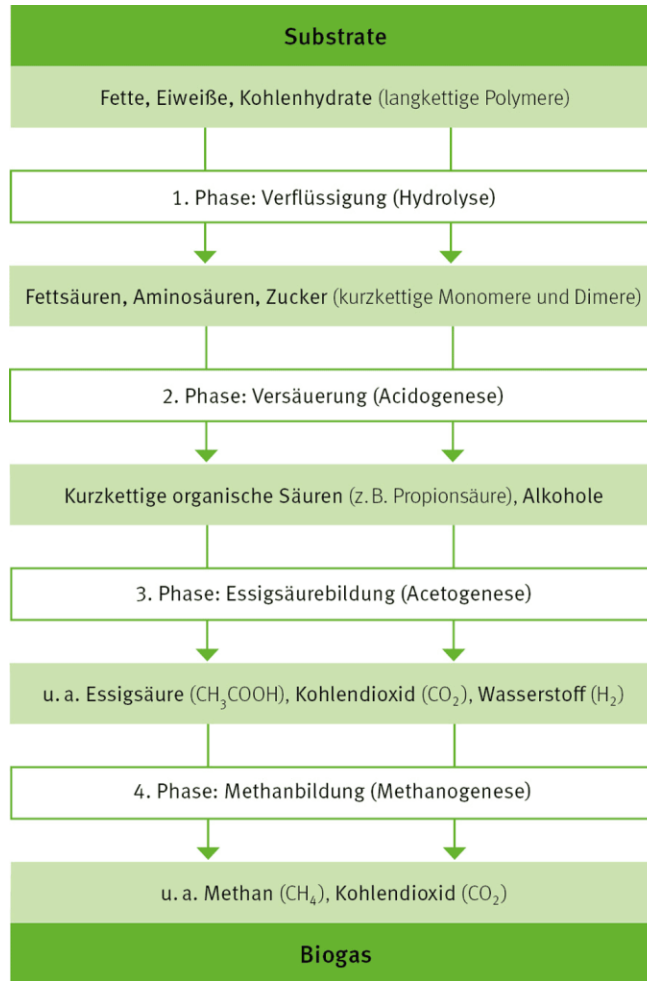 Substrate
Fette, Eiweiße, Kohlenhydrate (langkettige Polymere)
1. Phase: Verflüssigung (Hydrolyse)
Fettsäuren, Aminosäuren, Zucker (kurzkettige Monomere und Dimere)
2. Phase: Versäuerung (Acidogenese)
Kurzkettige organische Säuren (z. B. Propionsäure), Alkohole
3. Phase: Essigsäurebildung (Acetogenese)
u. a. Essigsäure (CH₃COOH), Kohlendioxid (CO₂), Wasserstoff (H₂)
4. Phase: Methanbildung (Methanogenese)
u. a. Methan (CH₄), Kohlendioxid (CO₂)
Biogas